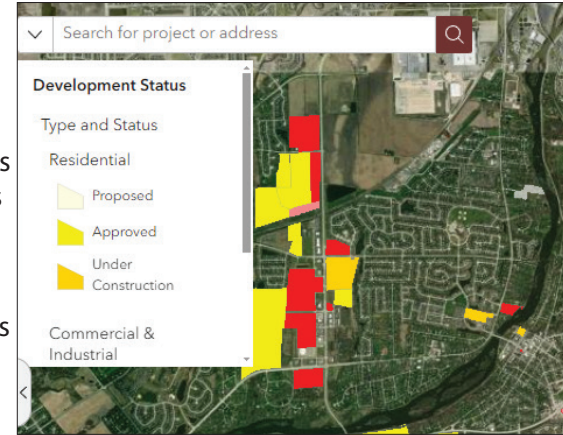 Search for project or address
Development Status
Type and Status
Residential
Proposed
Approved
Under
Construction
Commercial &
Industrial